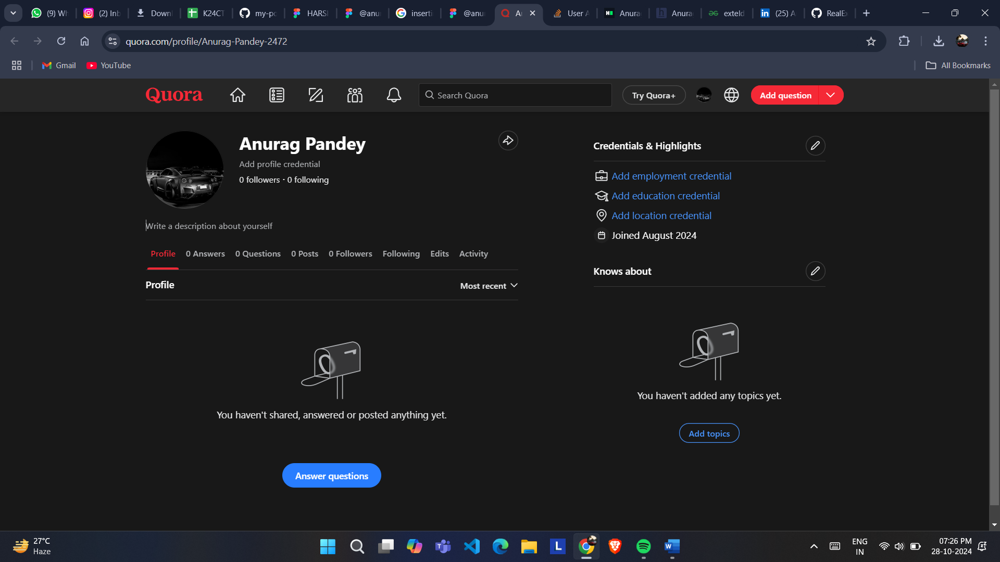 (9) Wh
(2) Inb
Downl
K24CT
my-po
HARSI
@anu
inserti
@anu
User A
Anura
Anura
exteld
(25) A
RealEx
quora.com/profile/Anurag-Pandey-2472
Gmail
YouTube
All Bookmarks
Quora
Search Quora
Try Quora+
Add question
Anurag Pandey
Add profile credential
0 followers · 0 following
Write a description about yourself
Profile 0 Answers 0 Questions 0 Posts 0 Followers Following Edits Activity
Profile
Most recent
You haven't shared, answered or posted anything yet.
Answer questions
Credentials & Highlights
Add employment credential
Add education credential
Add location credential
Joined August 2024
Knows about
You haven't added any topics yet.
Add topics
27°C
Haze
ENG
IN
07:26 PM
28-10-2024